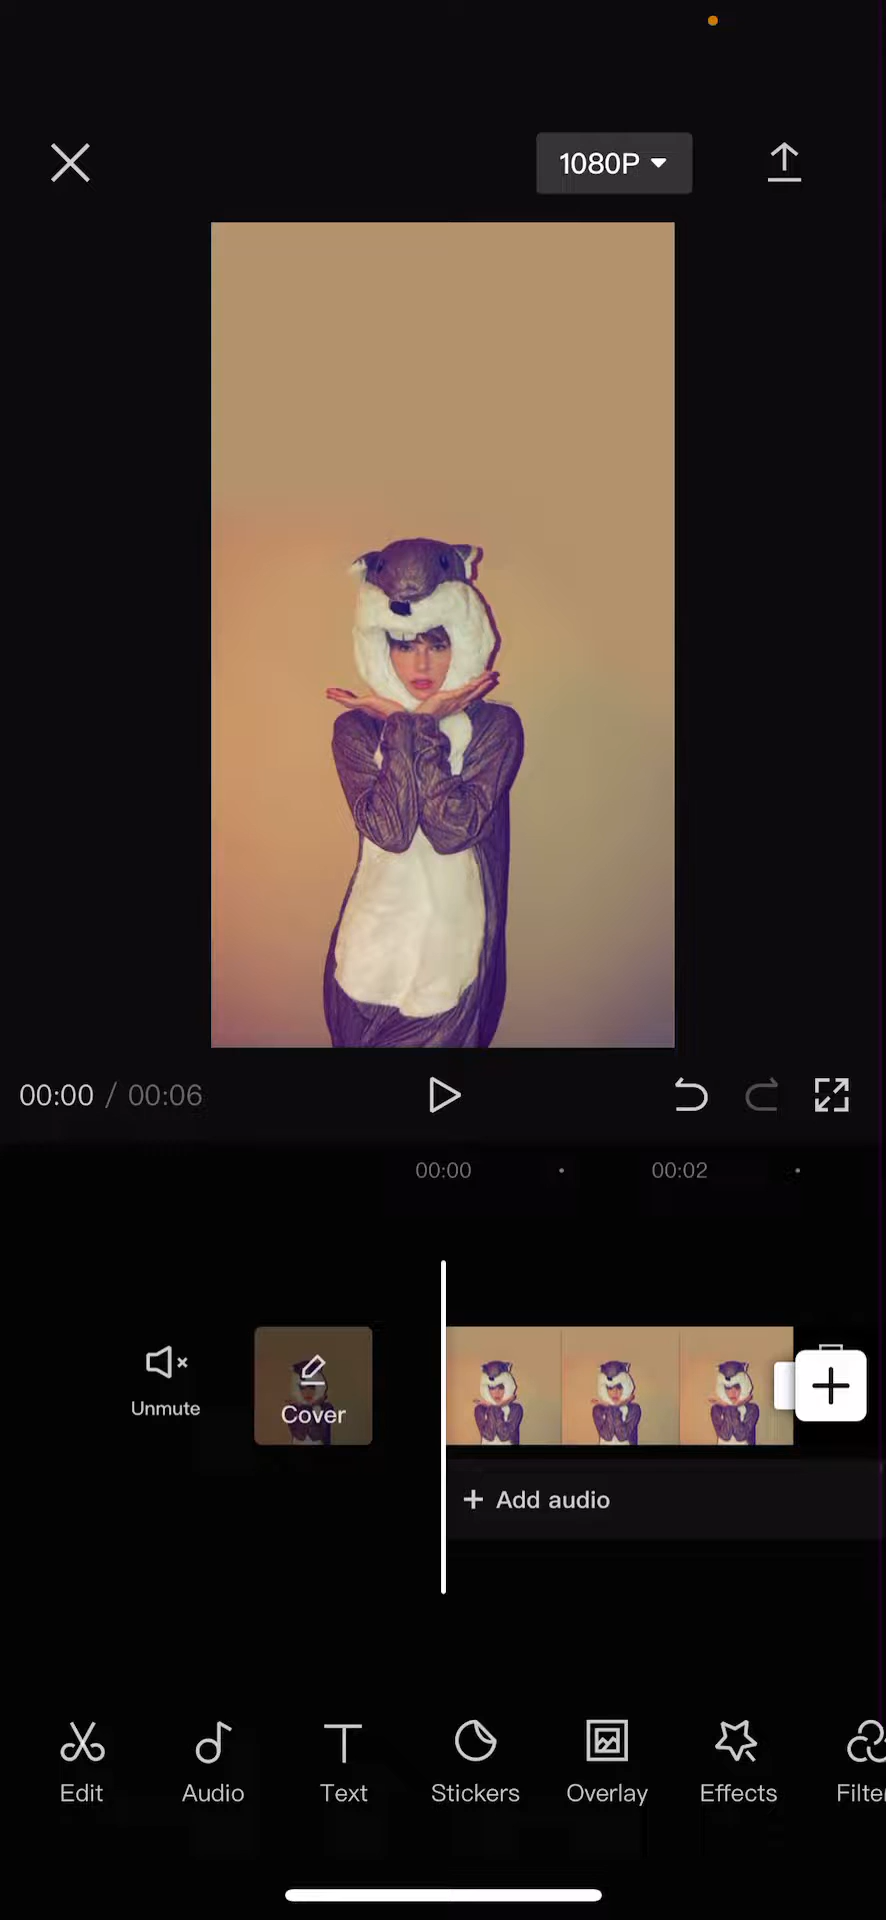 1080P
00:00 / 00:06
00:00
00:02
Unmute
Cover
+ Add audio
Edit
Audio
Text
Stickers
Overlay
Effects
Filter